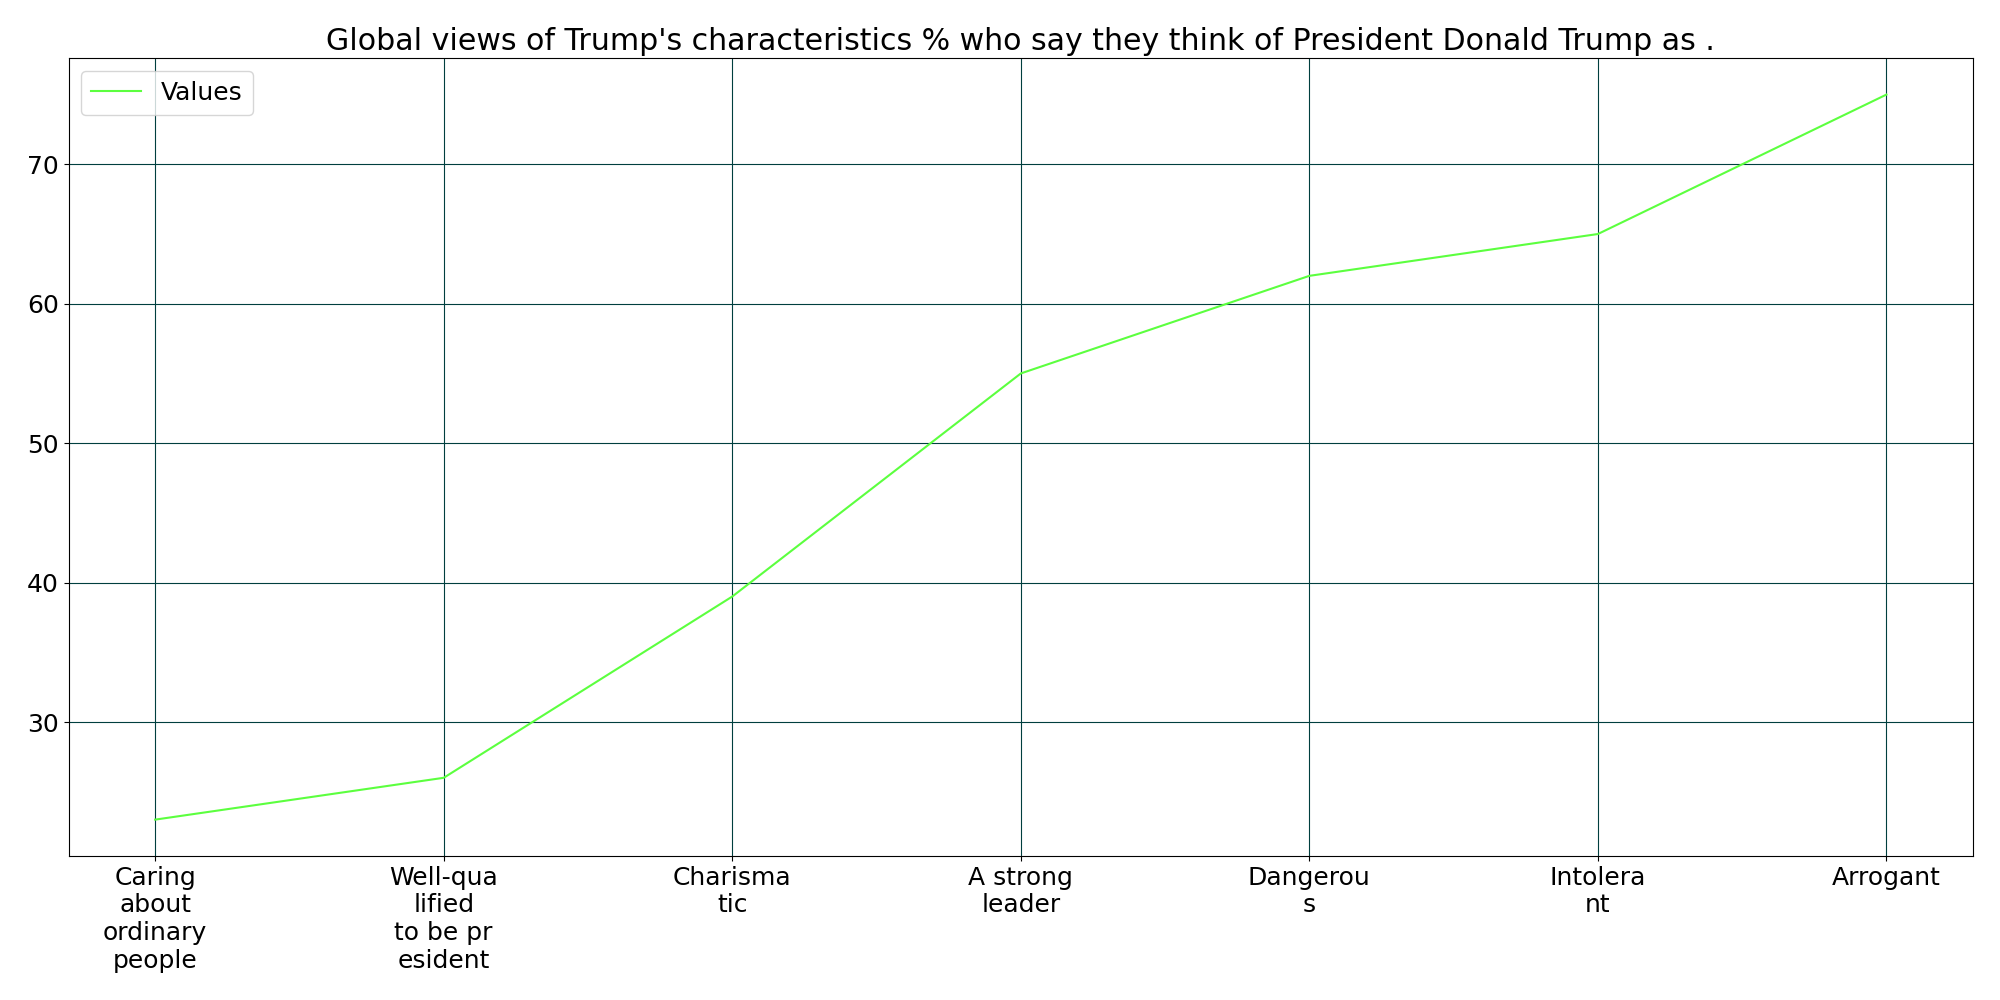 Global views of Trump's characteristics % who say they think of President Donald Trump as .
Values
70
60
50
40
30
Caring
about
ordinary
people
Well-qua
lified
to be pr
esident
Charisma
tic
A strong
leader
Dangerou
s
Intolera
nt
Arrogant